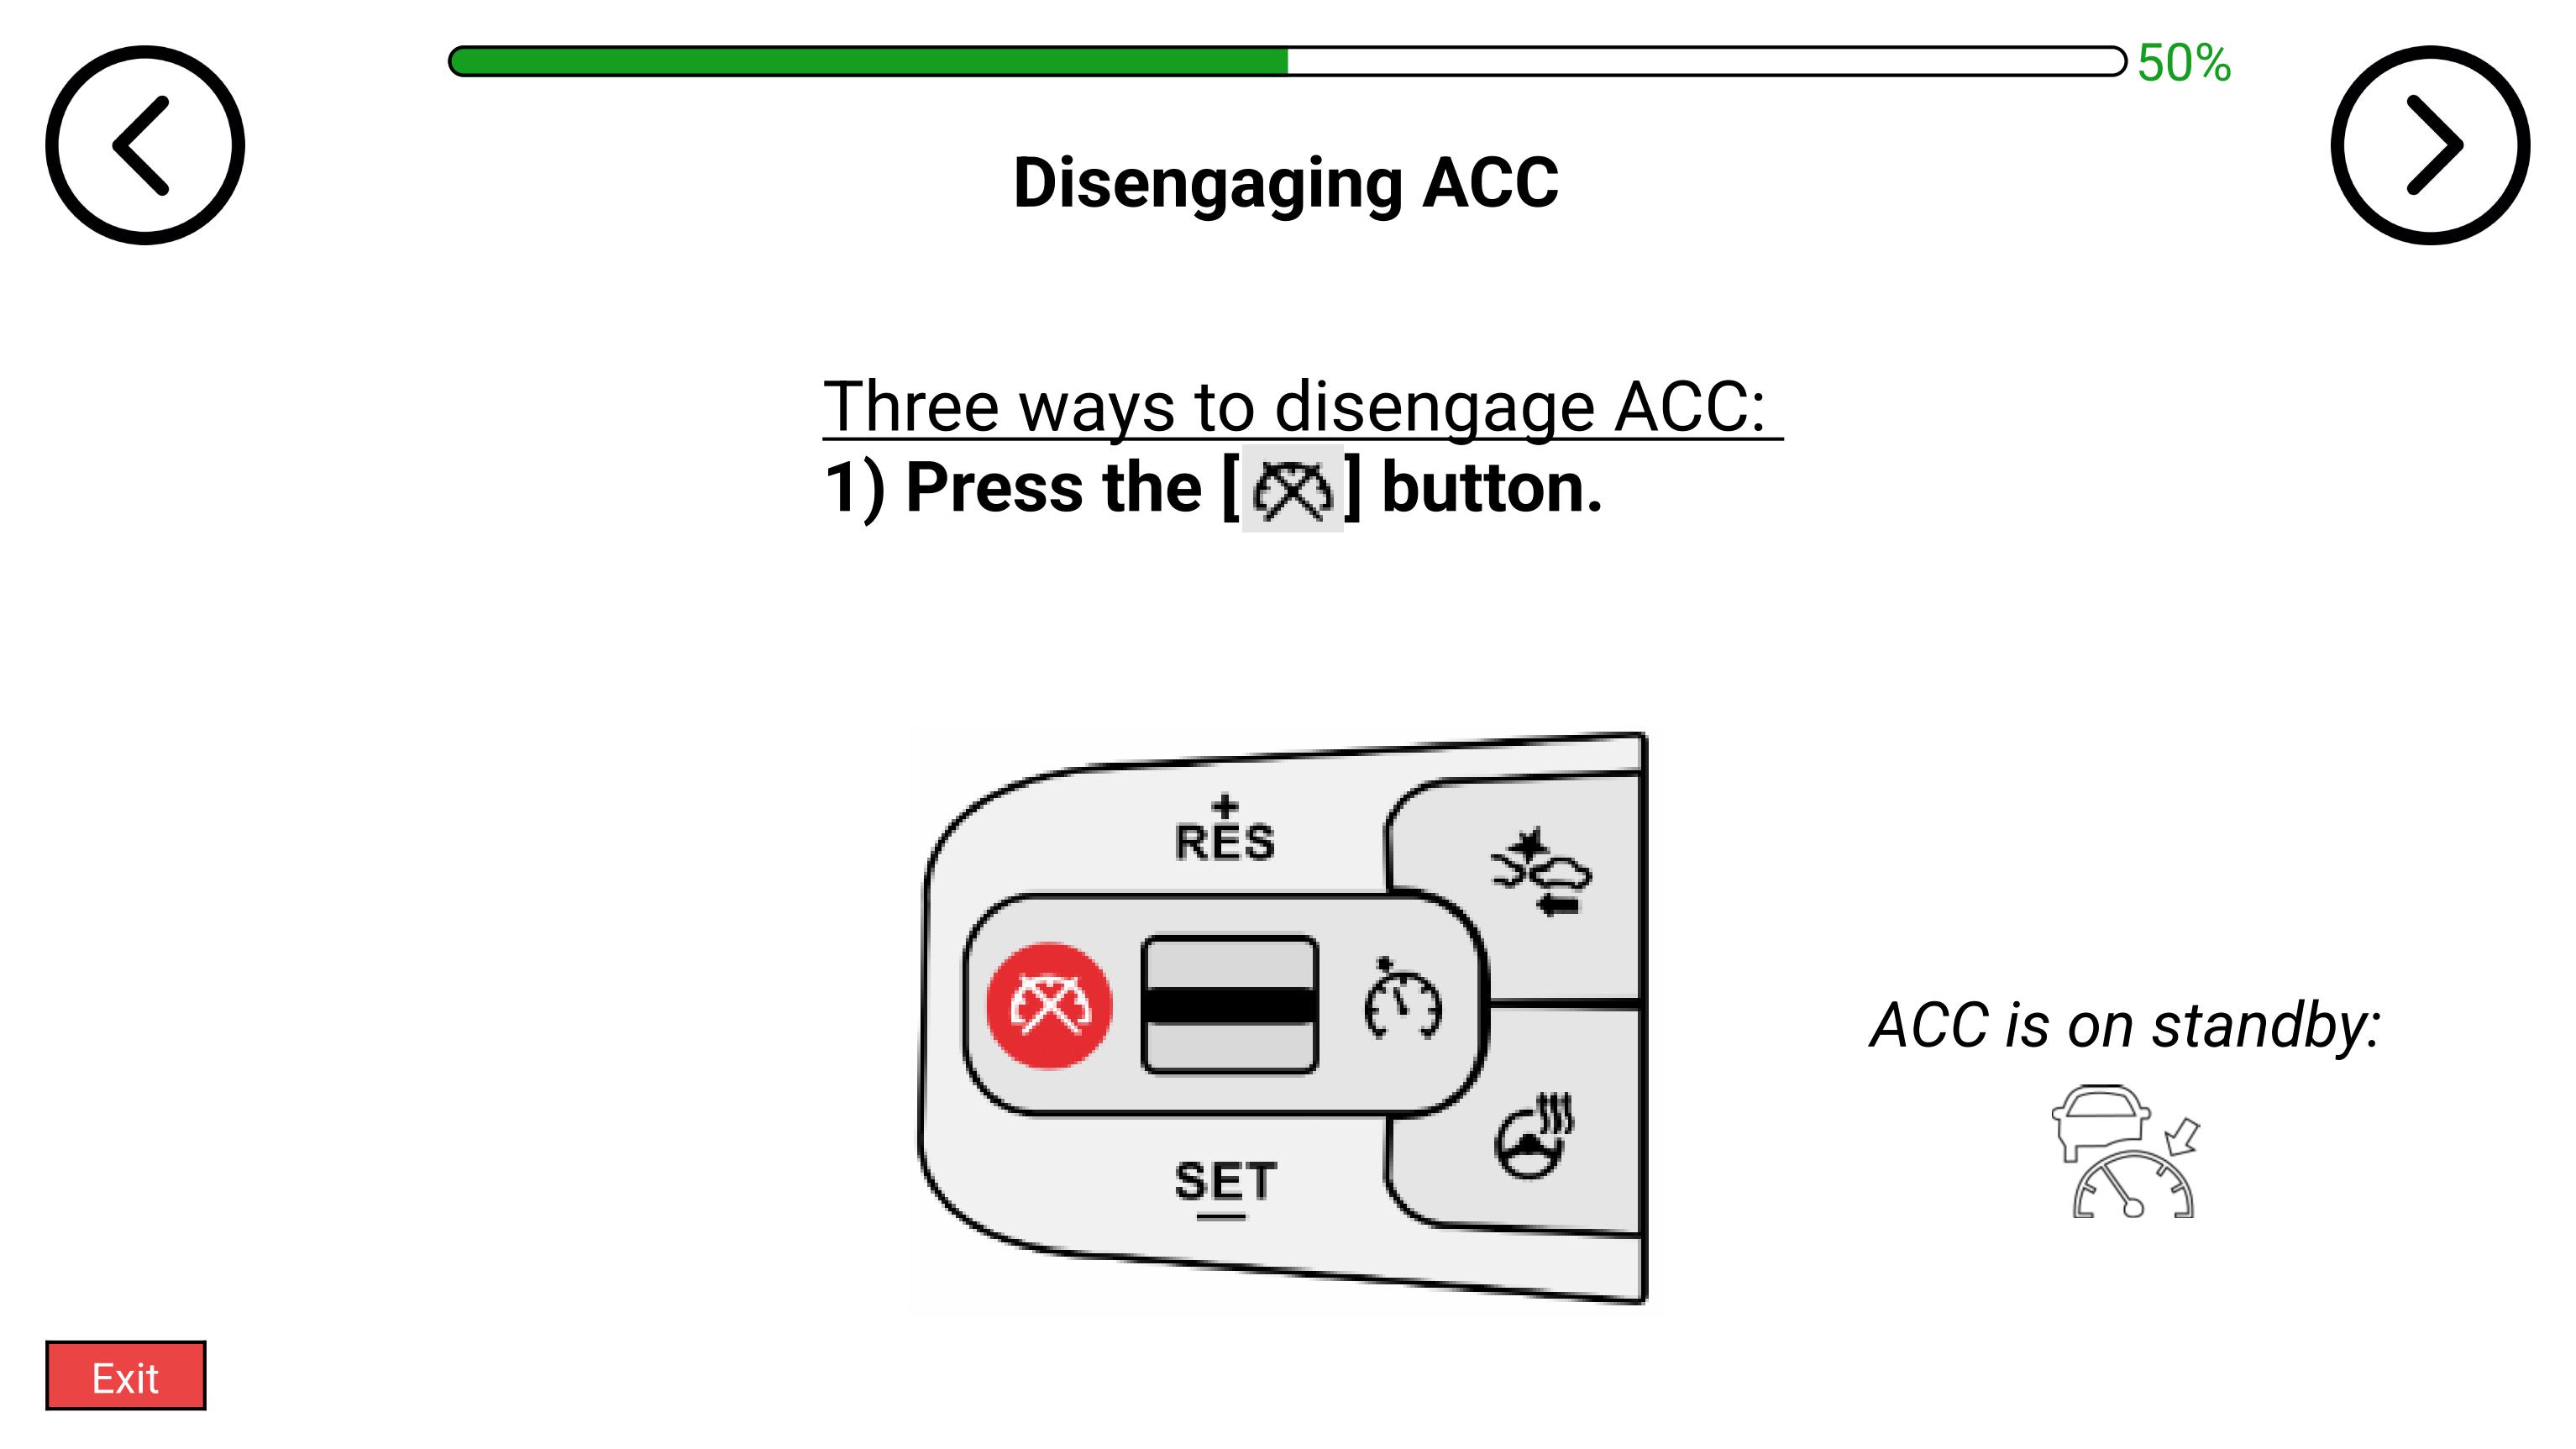 50%
Disengaging ACC
Three ways to disengage ACC:
1) Press the [ ] button.
+
RES
SET
ACC is on standby:
Exit